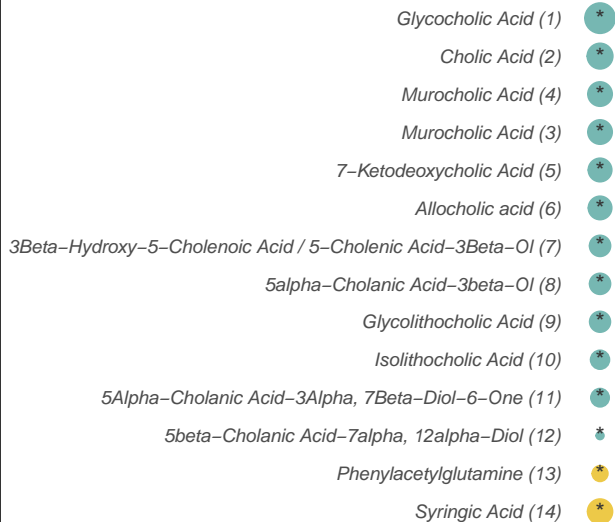 Glycocholic Acid (1) *
Cholic Acid (2) *
Murocholic Acid (4) *
Murocholic Acid (3) *
7−Ketodeoxycholic Acid (5) *
Allocholic acid (6) *
3Beta−Hydroxy−5−Cholenoic Acid / 5−Cholenic Acid−3Beta−Ol (7) *
5alpha−Cholanic Acid−3beta−Ol (8) *
Glycolithocholic Acid (9) *
Isolithocholic Acid (10) *
5Alpha−Cholanic Acid−3Alpha, 7Beta−Diol−6−One (11) *
5beta−Cholanic Acid−7alpha, 12alpha−Diol (12) *
Phenylacetylglutamine (13) *
Syringic Acid (14) *